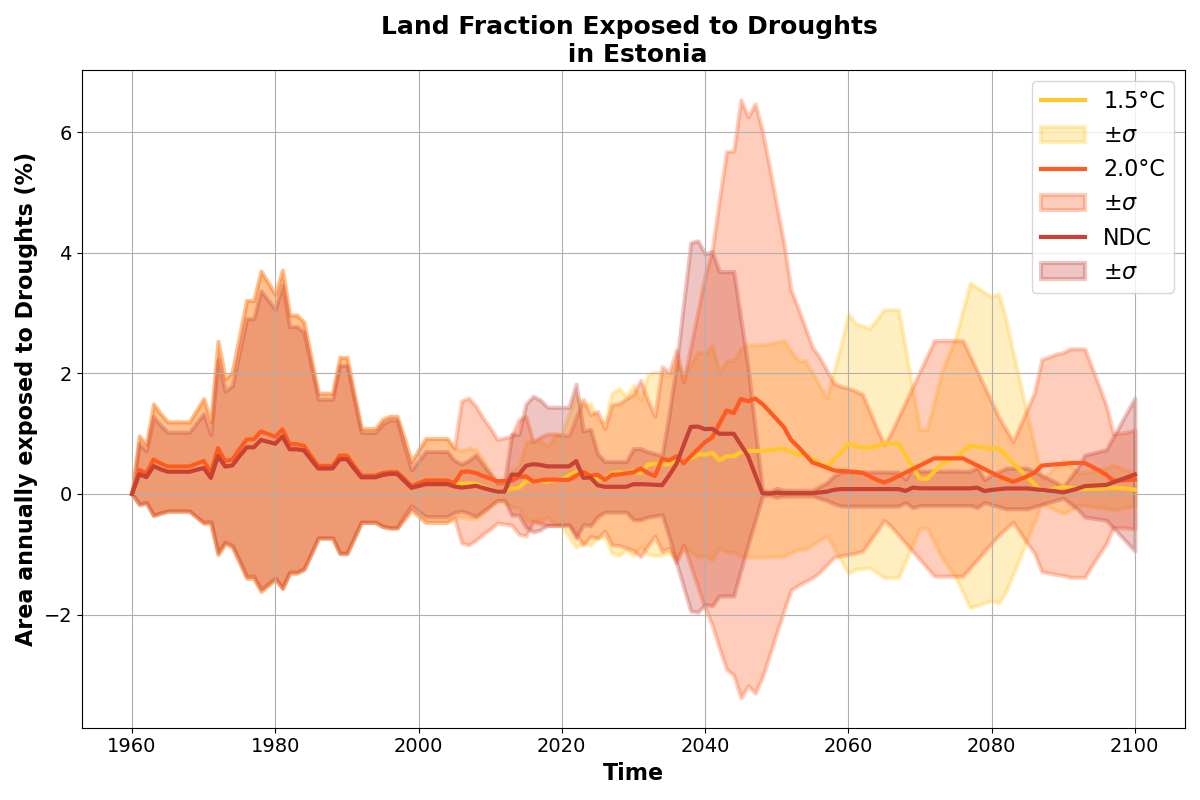 Land Fraction Exposed to Droughts
in Estonia
Area annually exposed to Droughts (%)
6
4
2
0
−2
1960 1980 2000 2020 2040 2060 2080 2100
Time
1.5°C
±σ
2.0°C
±σ
NDC
±σ